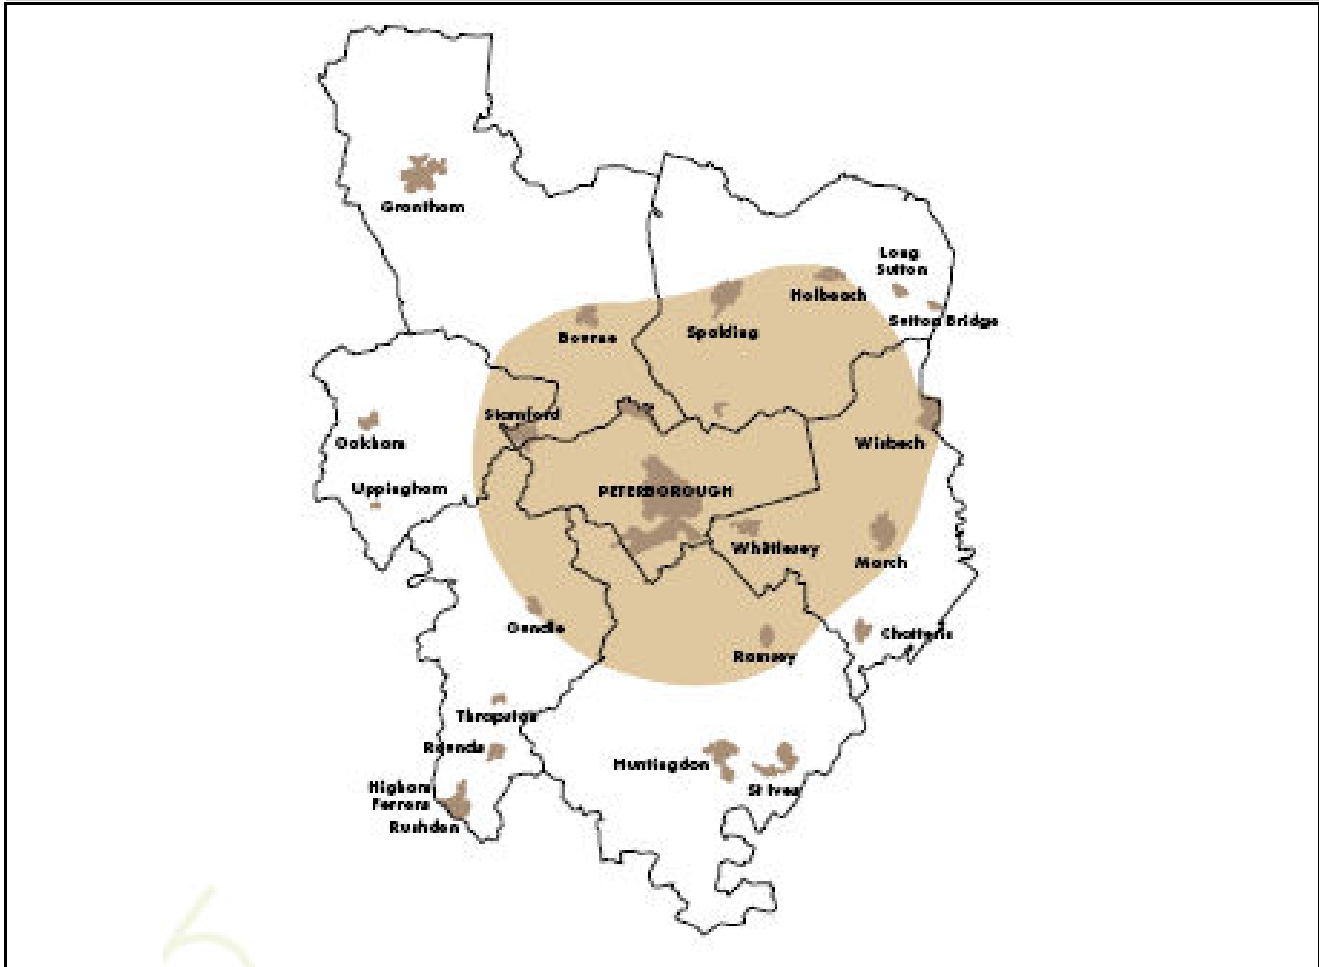 Grantham
Long
Sutton
Holbeach
Sutton Bridge
Spalding
Bourne
Stamford
Oakham
Wisbech
Uppingham
PETERBOROUGH
Whittlesey
March
Oundle
Chatteris
Ramsey
Thrapston
Raunds
Huntingdon
St Ives
Higham
Ferrers
Rushden